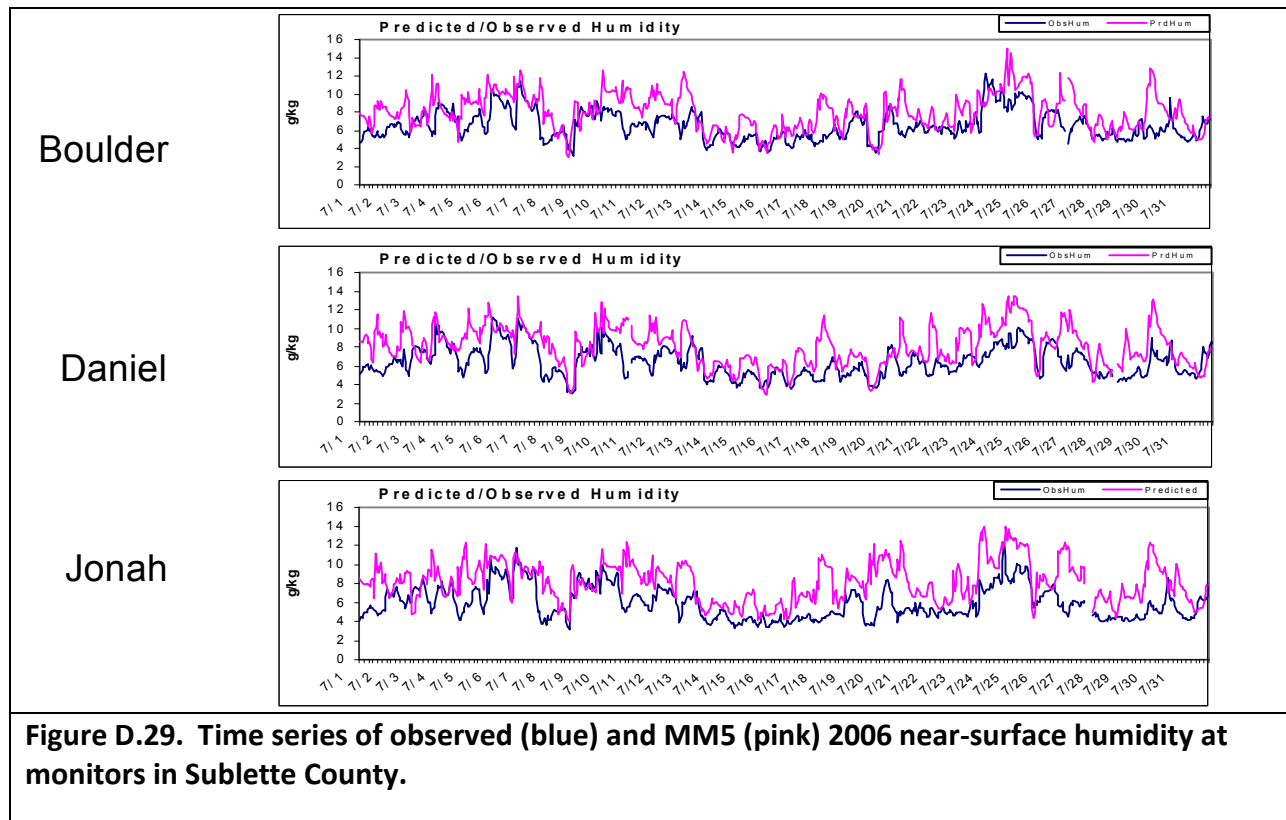 Predicted/Observed Humidity
ObsHum PrdHum
Boulder
g/kg
16
14
12
10
8
6
4
2
0
7/1 7/2 7/3 7/4 7/5 7/6 7/7 7/8 7/9 7/10 7/11 7/12 7/13 7/14 7/15 7/16 7/17 7/18 7/19 7/20 7/21 7/22 7/23 7/24 7/25 7/26 7/27 7/28 7/29 7/30 7/31
Predicted/Observed Humidity
ObsHum PrdHum
Daniel
g/kg
16
14
12
10
8
6
4
2
0
7/1 7/2 7/3 7/4 7/5 7/6 7/7 7/8 7/9 7/10 7/11 7/12 7/13 7/14 7/15 7/16 7/17 7/18 7/19 7/20 7/21 7/22 7/23 7/24 7/25 7/26 7/27 7/28 7/29 7/30 7/31
Predicted/Observed Humidity
ObsHum Predicted
Jonah
g/kg
16
14
12
10
8
6
4
2
0
7/1 7/2 7/3 7/4 7/5 7/6 7/7 7/8 7/9 7/10 7/11 7/12 7/13 7/14 7/15 7/16 7/17 7/18 7/19 7/20 7/21 7/22 7/23 7/24 7/25 7/26 7/27 7/28 7/29 7/30 7/31
Figure D.29. Time series of observed (blue) and MM5 (pink) 2006 near-surface humidity at
monitors in Sublette County.